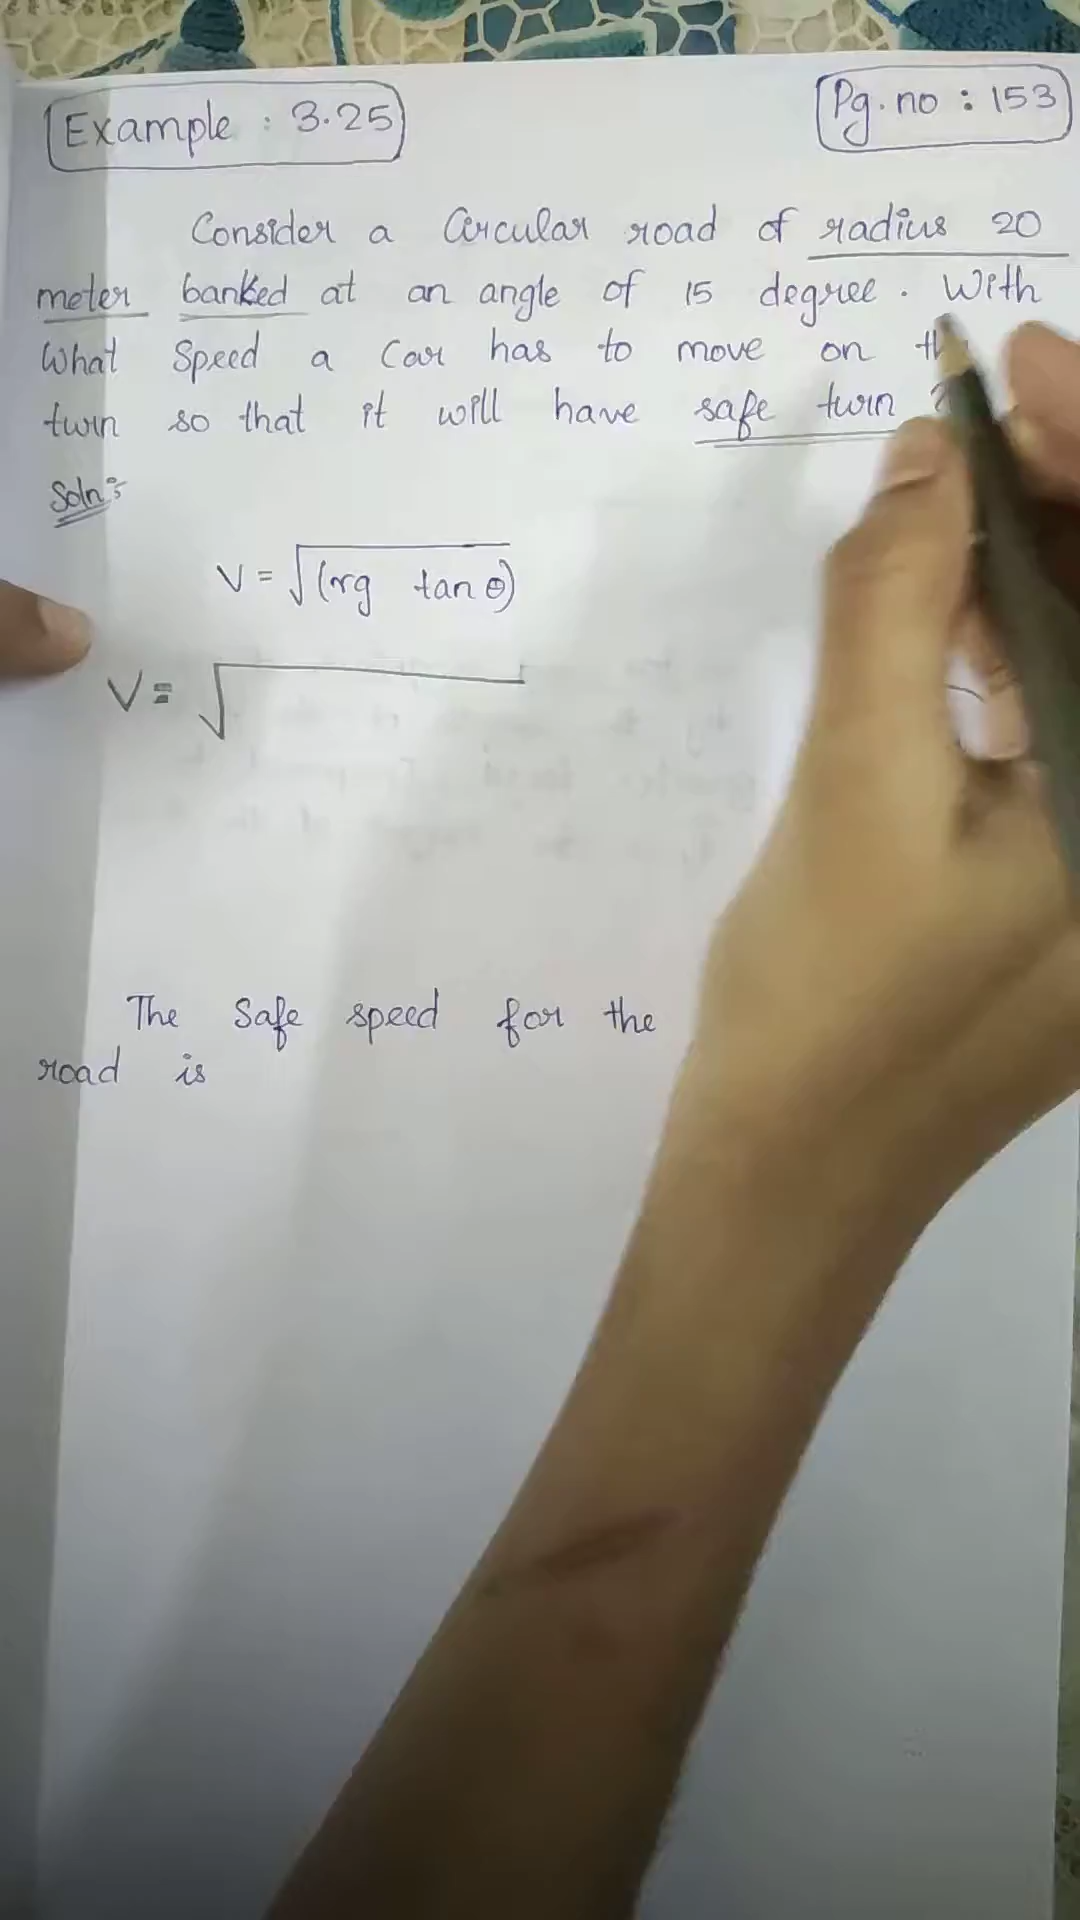 Example : 3.25
Pg. no : 153
Consider a Circular road of radius 20
meter banked at an angle of 15 degree. With
What Speed a Car has to move on
turn so that it will have safe turn
Soln:
V = √(rg tan θ)
V = √
The Safe speed for the
road is